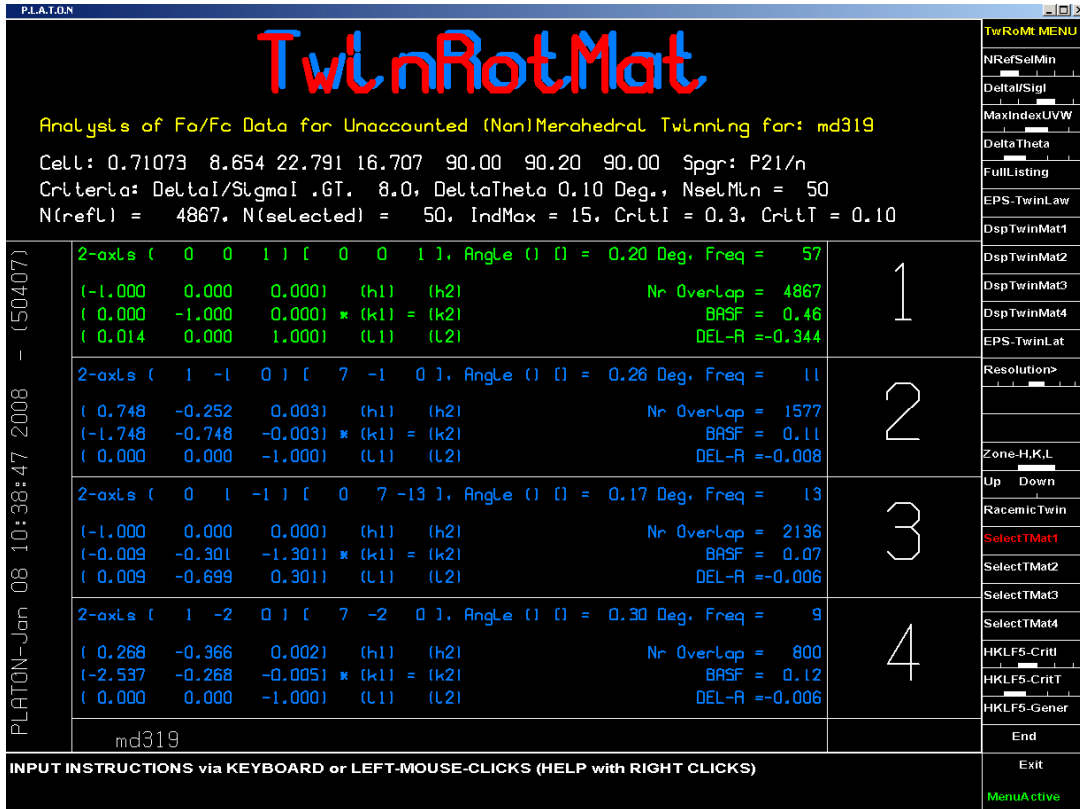 P.L.A.T.O.N
TwinRotMat
Analysis of Fo/Fc Data for Unaccounted (Non)Merohedral Twinning for: md319
Cell: 0.71073 8.654 22.791 16.707 90.00 90.20 90.00 Spgr: P21/n
Criteria: DeltaI/SigmaI .GT. 8.0, DeltaTheta 0.10 Deg., NselMin = 50
N(refl) = 4867, N(selected) = 50, IndMax = 15, CritI = 0.3, CritT = 0.10
2-axis ( 0 0 1 ) [ 0 0 1 ], Angle () [] = 0.20 Deg, Freq = 57
(-1.000 0.000 0.000) (h1) (h2) Nr Overlap = 4867
( 0.000 -1.000 0.000) * (k1) = (k2) BASF = 0.46
( 0.014 0.000 1.000) (l1) (l2) DEL-R =-0.344
1
2-axis ( 1 -1 0 ) [ 7 -1 0 ], Angle () [] = 0.26 Deg, Freq = 11
( 0.748 -0.252 0.003) (h1) (h2) Nr Overlap = 1577
(-1.748 -0.748 -0.003) * (k1) = (k2) BASF = 0.11
( 0.000 0.000 -1.000) (l1) (l2) DEL-R =-0.008
2
2-axis ( 0 1 -1 ) [ 0 7 -13 ], Angle () [] = 0.17 Deg, Freq = 13
(-1.000 0.000 0.000) (h1) (h2) Nr Overlap = 2136
(-0.009 -0.301 -1.301) * (k1) = (k2) BASF = 0.07
( 0.009 -0.699 0.301) (l1) (l2) DEL-R =-0.006
3
2-axis ( 1 -2 0 ) [ 7 -2 0 ], Angle () [] = 0.30 Deg, Freq = 9
( 0.268 -0.366 0.002) (h1) (h2) Nr Overlap = 800
(-2.537 -0.268 -0.005) * (k1) = (k2) BASF = 0.12
( 0.000 0.000 -1.000) (l1) (l2) DEL-R =-0.006
4
PLATON-Jan 08 10:38:47 2008 - (50407)
md319
INPUT INSTRUCTIONS via KEYBOARD or LEFT-MOUSE-CLICKS (HELP with RIGHT CLICKS)
TwRoMt MENU
NRefSelMin
DeltaI/SigI
MaxIndexUVW
DeltaTheta
FullListing
EPS-TwinLaw
DspTwinMat1
DspTwinMat2
DspTwinMat3
DspTwinMat4
EPS-TwinLat
Resolution>
Zone-H,K,L
Up Down
RacemicTwin
SelectTMat1
SelectTMat2
SelectTMat3
SelectTMat4
HKLF5-CritI
HKLF5-CritT
HKLF5-Gener
End
Exit
MenuActive